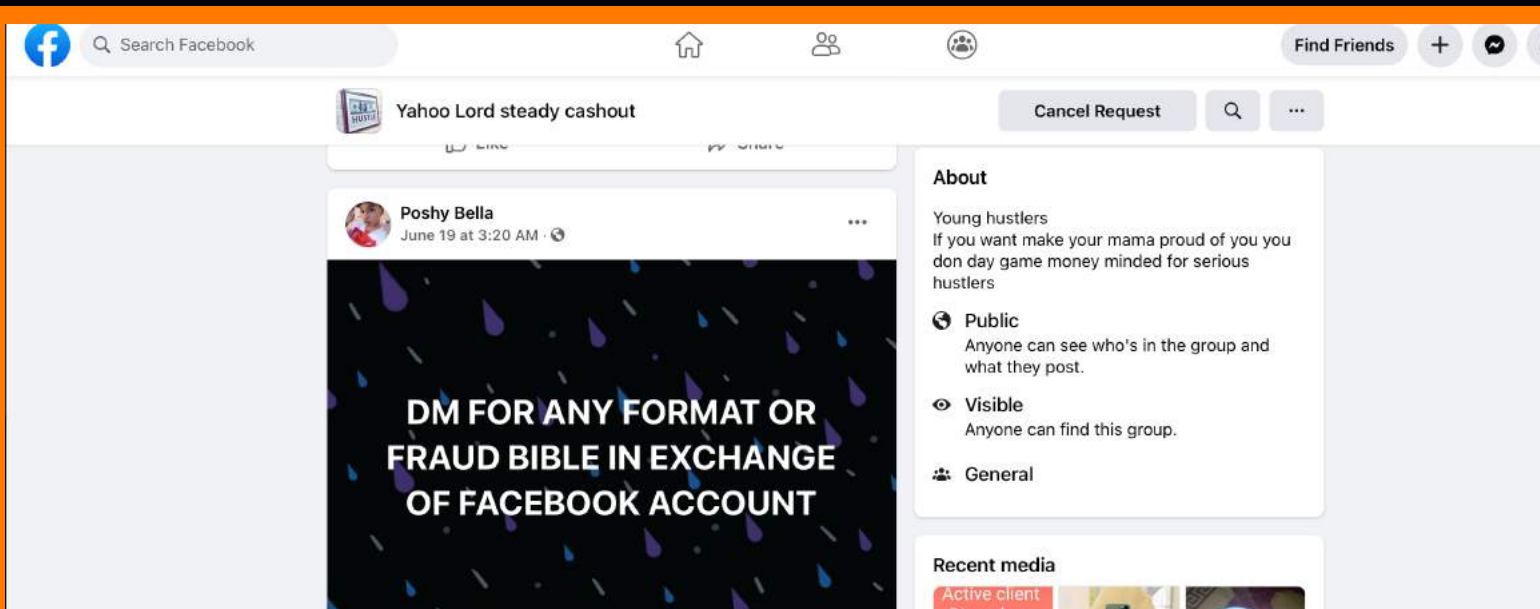 Search Facebook
Find Friends
HUSTLE
Yahoo Lord steady cashout
Cancel Request
Like
Share
Poshy Bella
June 19 at 3:20 AM ·
DM FOR ANY FORMAT OR
FRAUD BIBLE IN EXCHANGE
OF FACEBOOK ACCOUNT
About
Young hustlers
If you want make your mama proud of you you
don day game money minded for serious
hustlers
Public
Anyone can see who's in the group and
what they post.
Visible
Anyone can find this group.
General
Recent media
Active client